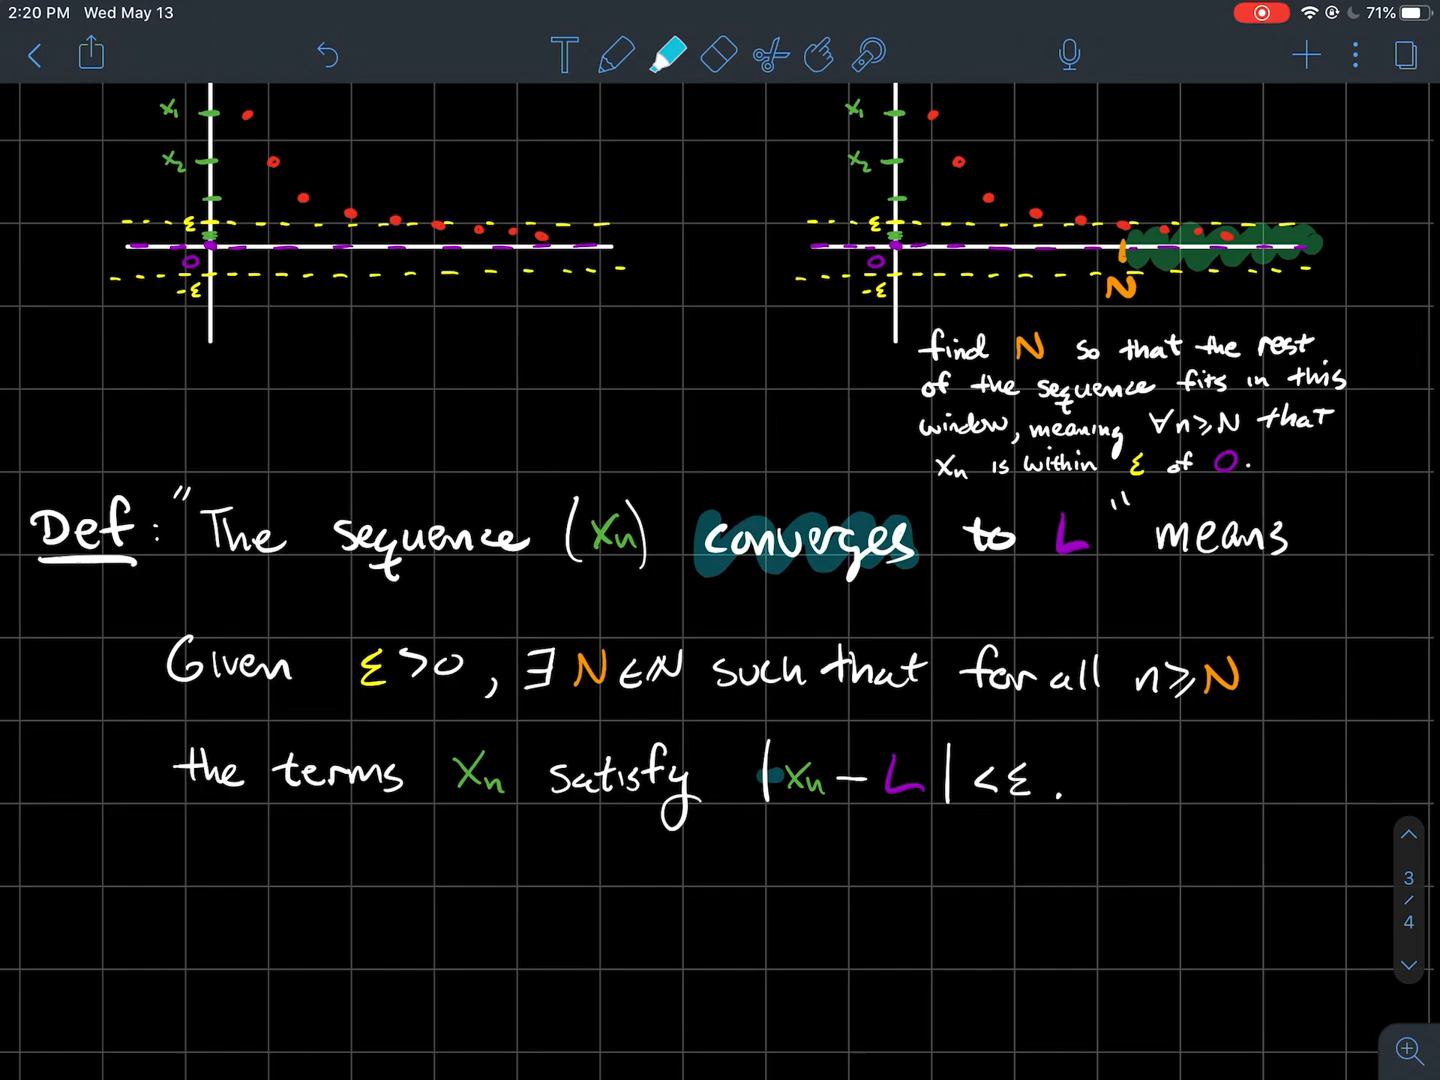 2:20 PM Wed May 13
71%
x₁
x₂
ε
0
-ε
x₁
x₂
ε
0
-ε
N
find N so that the rest
of the sequence fits in this
window, meaning ∀n≥N that
xₙ is within ε of 0.
Def: "The sequence (xₙ) converges to L" means
Given ε>0, ∃ N∈ℕ such that for all n≥N
the terms xₙ satisfy |xₙ - L| < ε.
3
/
4